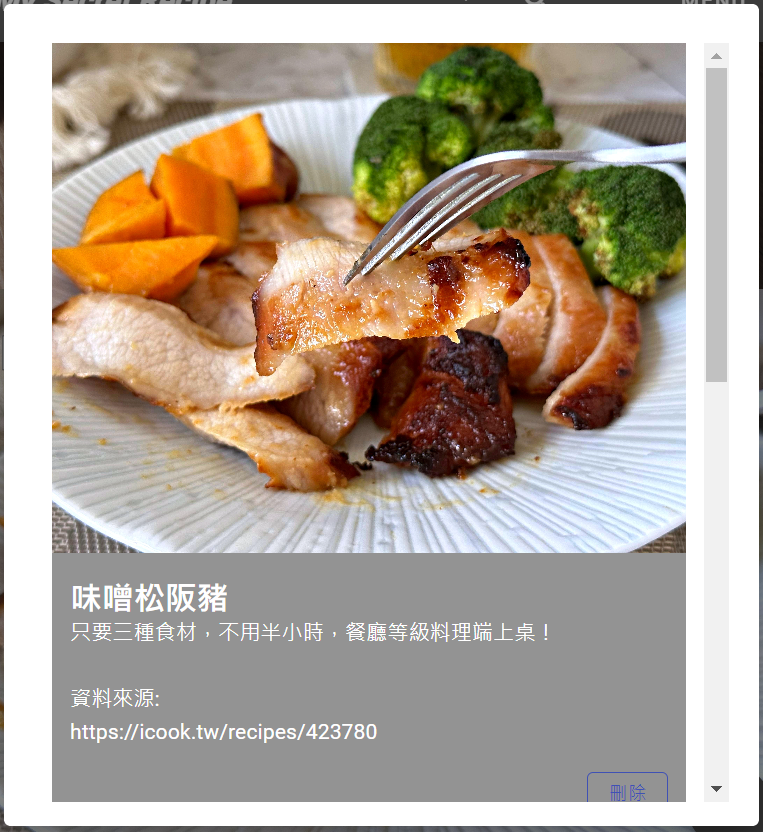 MENU
味噌松阪豬
只要三種食材，不用半小時，餐廳等級料理端上桌！
資料來源:
https://icook.tw/recipes/423780
刪除